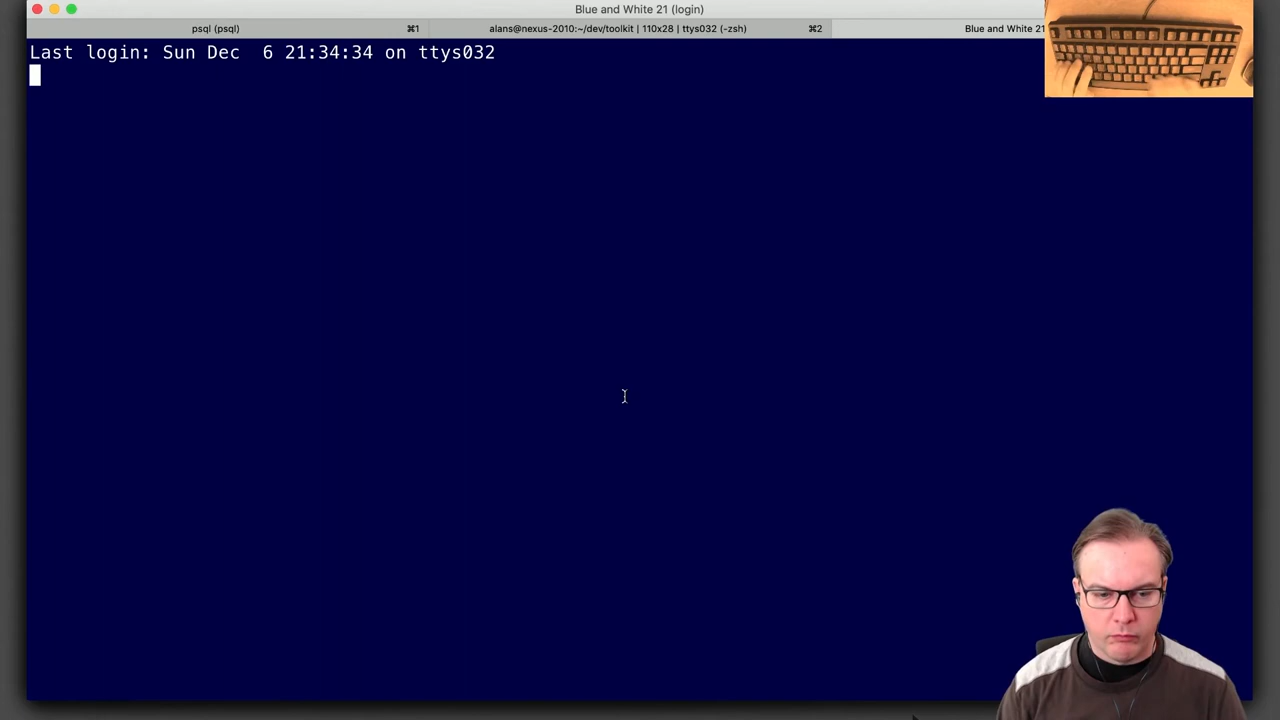 Blue and White 21 (login)
psql (psql) ⌘1 alans@nexus-2010:~/dev/toolkit | 110x28 | ttys032 (-zsh) ⌘2 Blue and White 21
Last login: Sun Dec  6 21:34:34 on ttys032